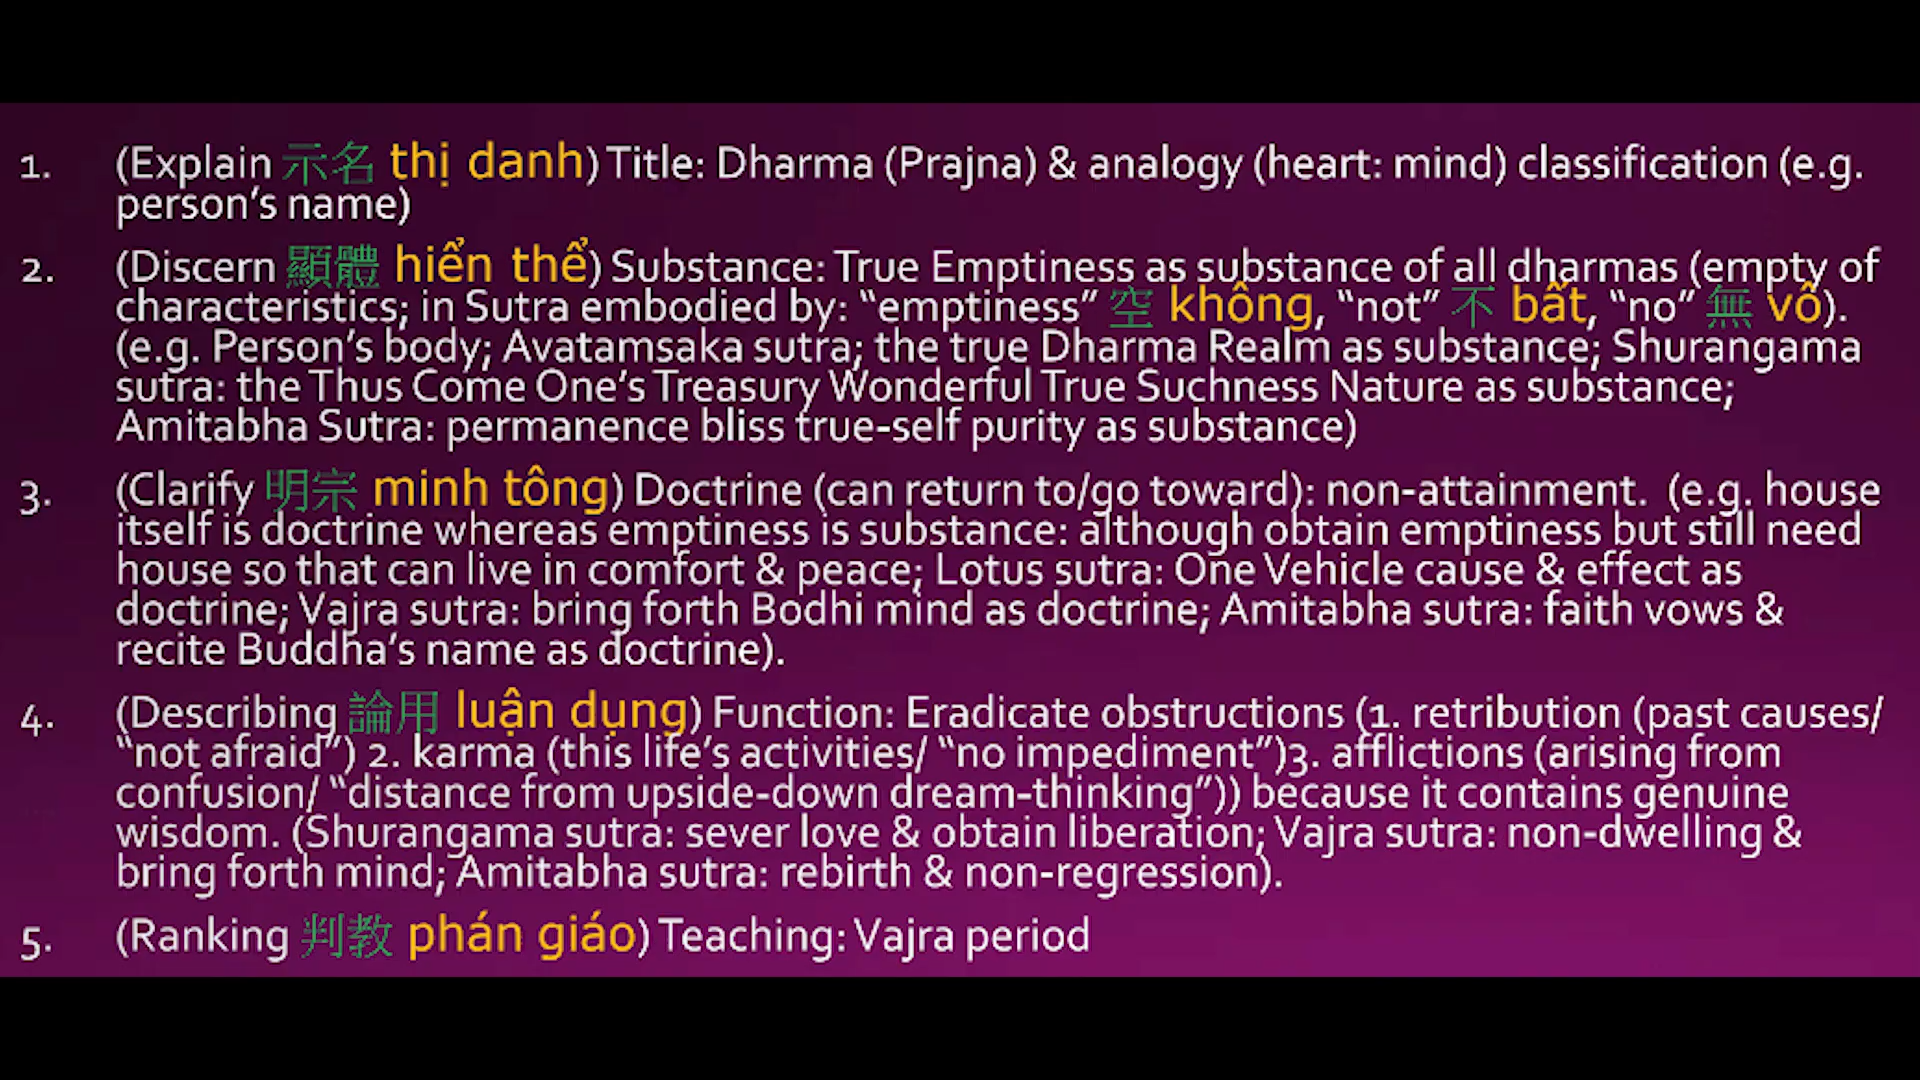 1. (Explain 示名 thị danh) Title: Dharma (Prajna) & analogy (heart: mind) classification (e.g.
person's name)
2. (Discern 顯體 hiển thể) Substance: True Emptiness as substance of all dharmas (empty of
characteristics; in Sutra embodied by: “emptiness” 空 không, “not” 不 bất, “no” 無 vô).
(e.g. Person's body; Avatamsaka sutra; the true Dharma Realm as substance; Shurangama
sutra: the Thus Come One's Treasury Wonderful True Suchness Nature as substance;
Amitabha Sutra: permanence bliss true-self purity as substance)
3. (Clarify 明宗 minh tông) Doctrine (can return to/go toward): non-attainment. (e.g. house
itself is doctrine whereas emptiness is substance: although obtain emptiness but still need
house so that can live in comfort & peace; Lotus sutra: One Vehicle cause & effect as
doctrine; Vajra sutra: bring forth Bodhi mind as doctrine; Amitabha sutra: faith vows &
recite Buddha's name as doctrine).
4. (Describing 論用 luận dụng) Function: Eradicate obstructions (1. retribution (past causes/
“not afraid”) 2. karma (this life's activities/ “no impediment”)3. afflictions (arising from
confusion/ “distance from upside-down dream-thinking”)) because it contains genuine
wisdom. (Shurangama sutra: sever love & obtain liberation; Vajra sutra: non-dwelling &
bring forth mind; Amitabha sutra: rebirth & non-regression).
5. (Ranking 判教 phán giáo) Teaching: Vajra period